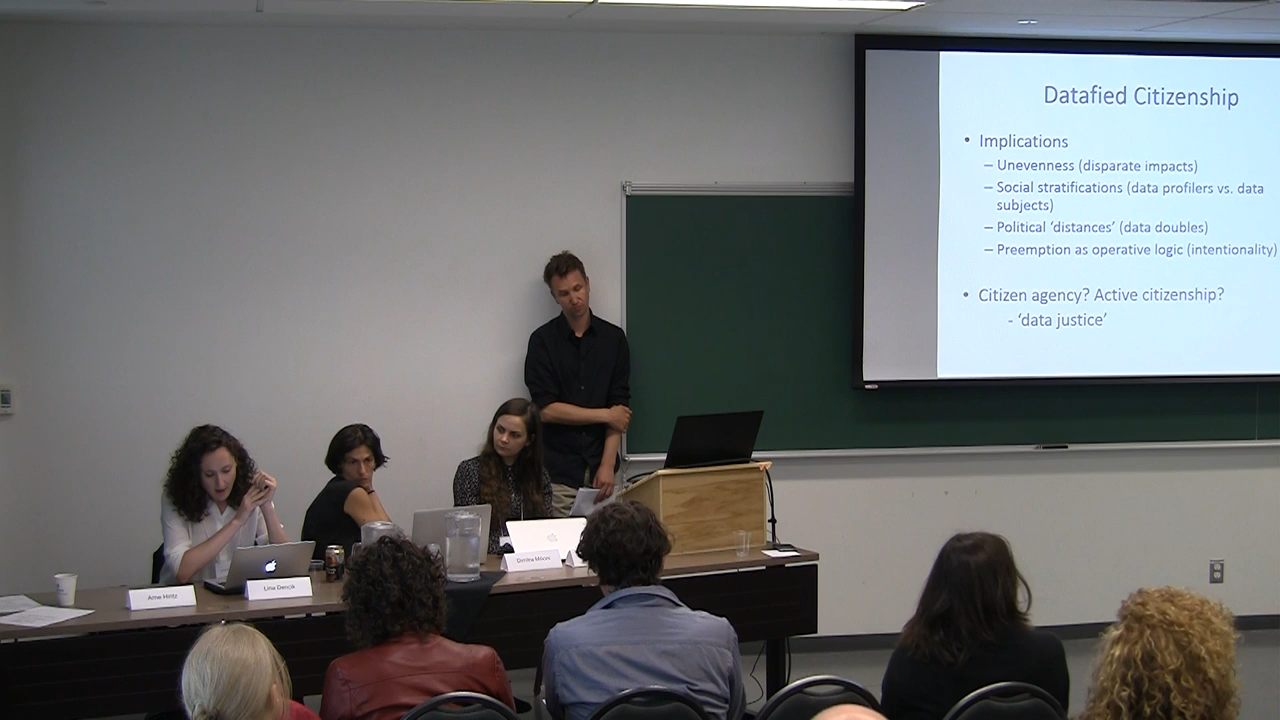 Datafied Citizenship
• Implications
– Unevenness (disparate impacts)
– Social stratifications (data profilers vs. data
subjects)
– Political ‘distances’ (data doubles)
– Preemption as operative logic (intentionality)
• Citizen agency? Active citizenship?
- ‘data justice’
Arne Hintz
Lina Dencik